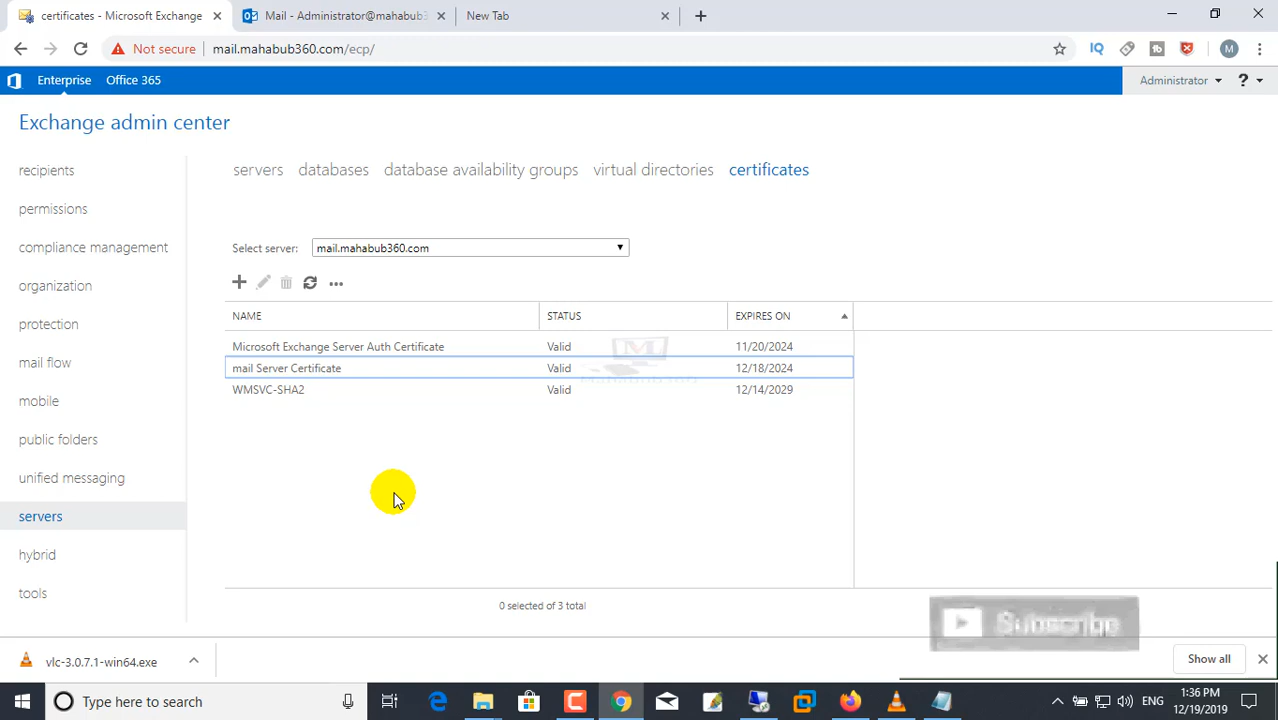 certificates - Microsoft Exchange
Mail - Administrator@mahabub3
New Tab
Not secure | mail.mahabub360.com/ecp/
IQ
M
Enterprise Office 365
Administrator ?
Exchange admin center
recipients
permissions
compliance management
organization
protection
mail flow
mobile
public folders
unified messaging
servers
hybrid
tools
servers databases database availability groups virtual directories certificates
Select server: mail.mahabub360.com
NAME STATUS EXPIRES ON
Microsoft Exchange Server Auth Certificate Valid 11/20/2024
mail Server Certificate Valid 12/18/2024
WMSVC-SHA2 Valid 12/14/2029
0 selected of 3 total
Subscribe
vlc-3.0.7.1-win64.exe
Show all
Type here to search
ENG
1:36 PM
12/19/2019